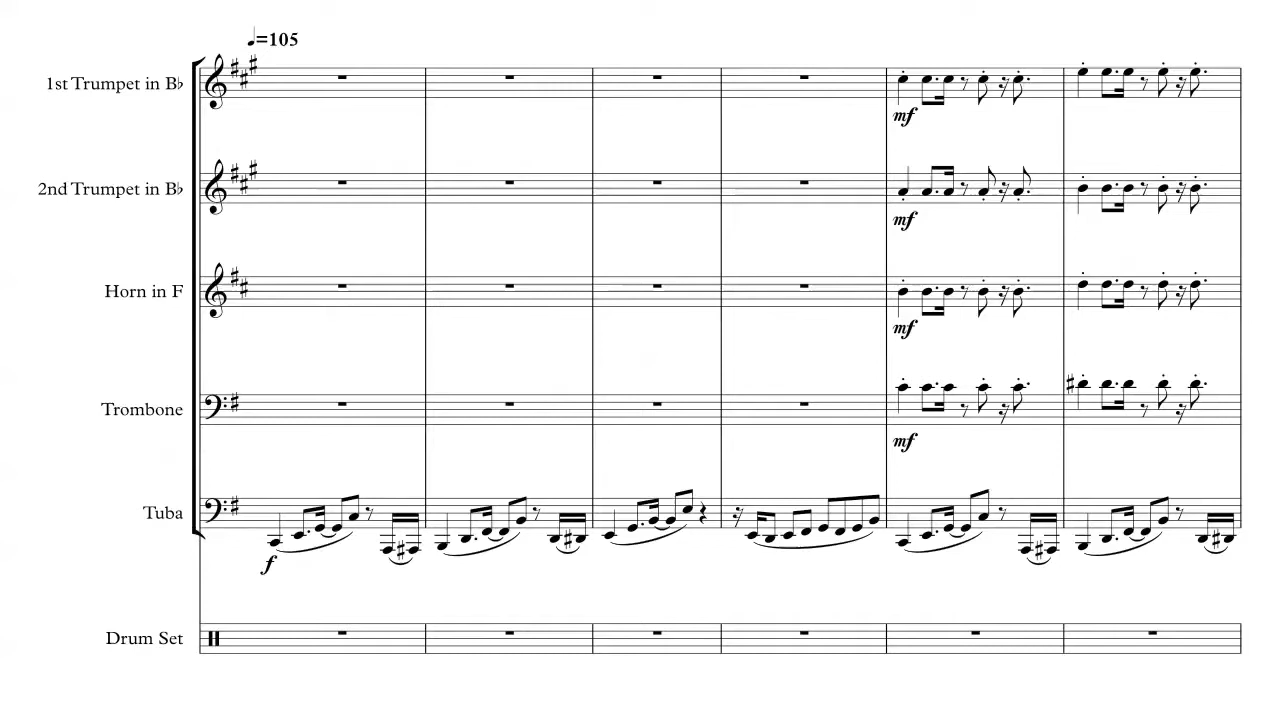 ♩=105
1st Trumpet in B♭
mf
2nd Trumpet in B♭
mf
Horn in F
mf
Trombone
mf
Tuba
f
Drum Set